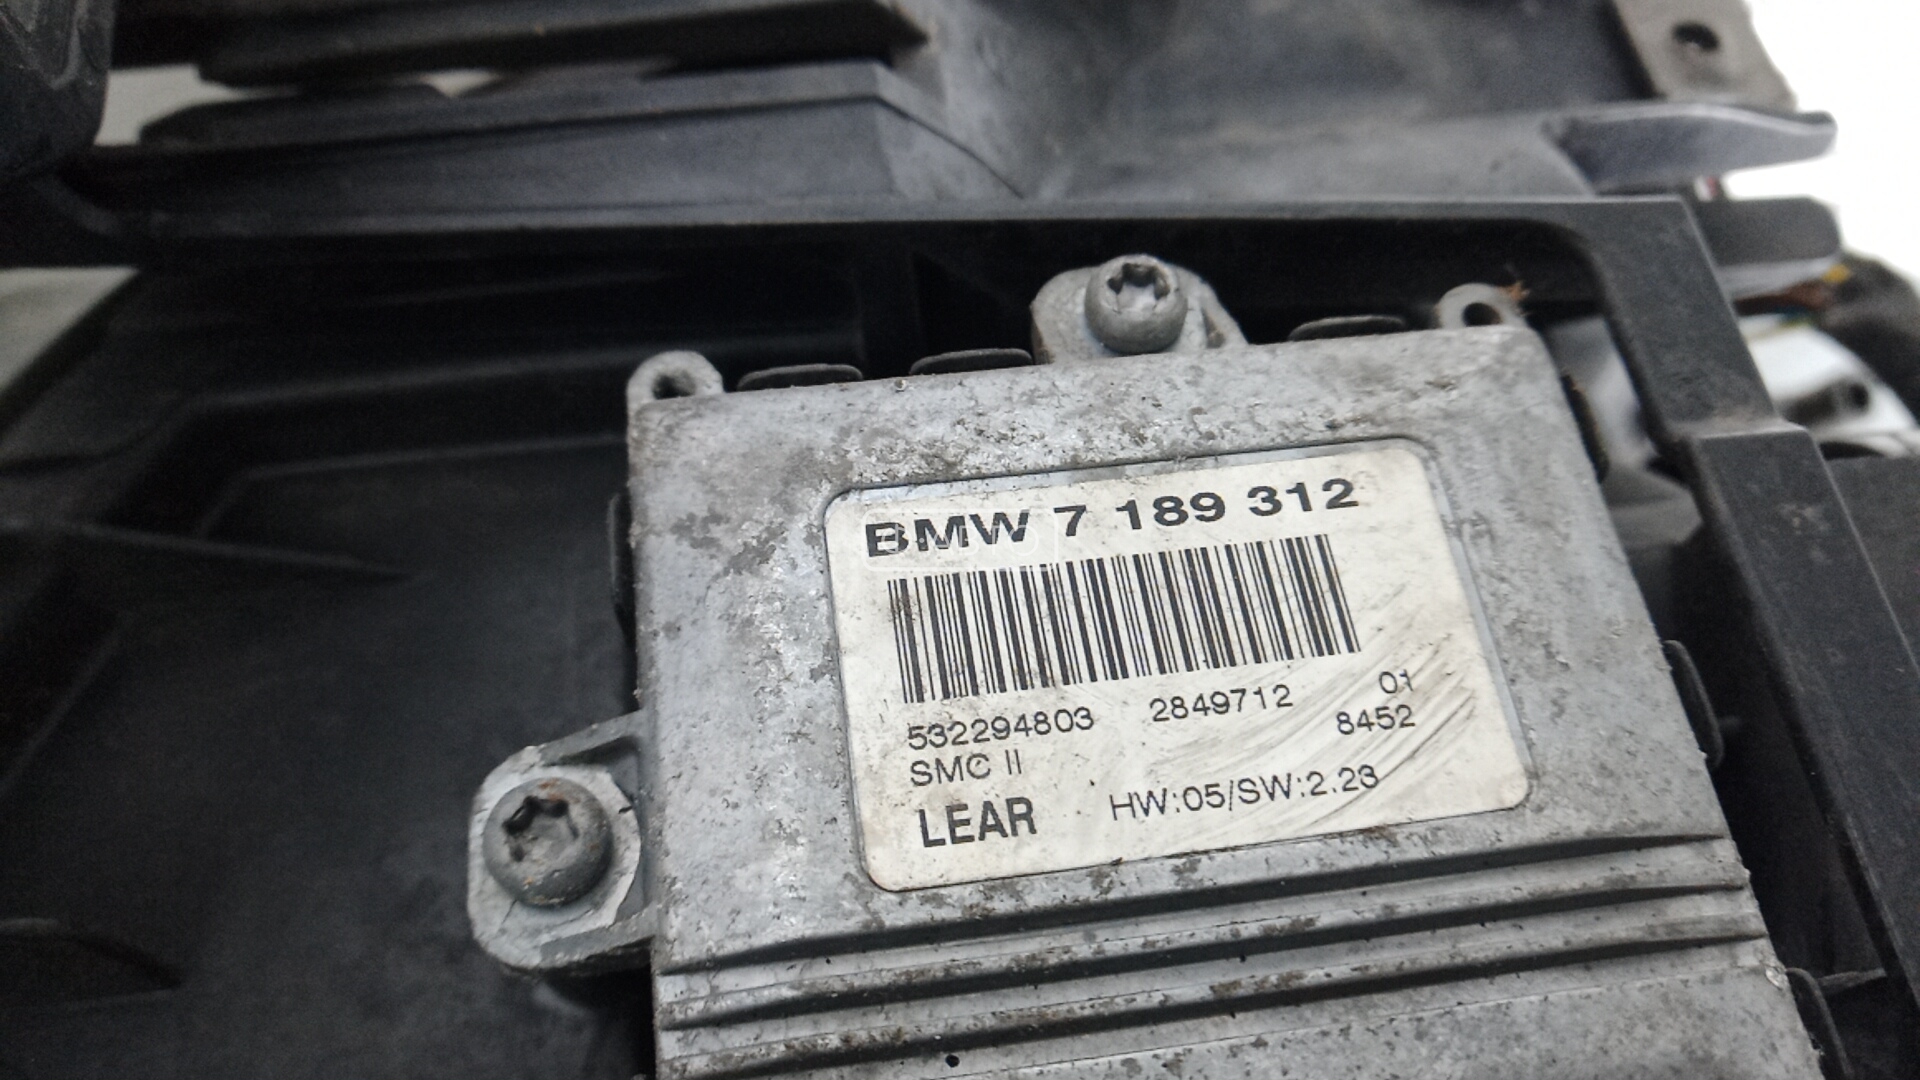 BMW 7 189 312
532294803 2849712 01
SMC II 8452
LEAR HW:05/SW:2.23